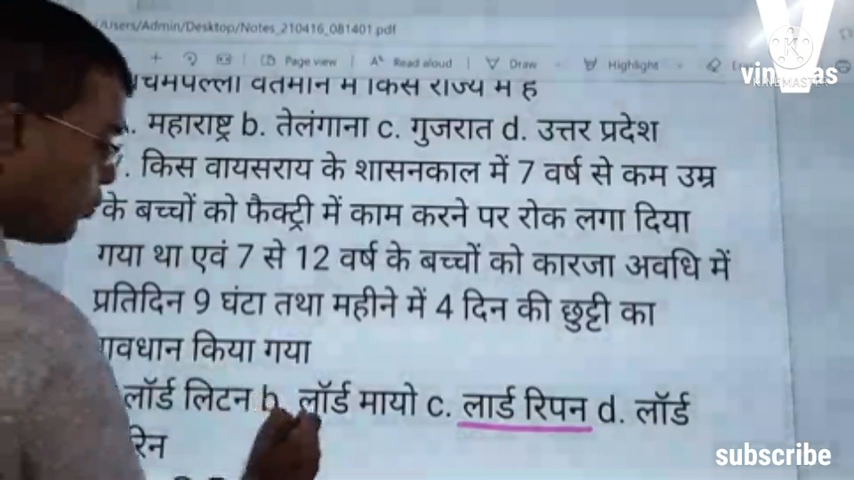 /Users/Admin/Desktop/Notes_210416_081401.pdf
Page view | Read aloud | Draw Highlight
वर्तमान में किस राज्य में है
महाराष्ट्र b. तेलंगाना c. गुजरात d. उत्तर प्रदेश
. किस वायसराय के शासनकाल में 7 वर्ष से कम उम्र
के बच्चों को फैक्ट्री में काम करने पर रोक लगा दिया
गया था एवं 7 से 12 वर्ष के बच्चों को कारजा अवधि में
प्रतिदिन 9 घंटा तथा महीने में 4 दिन की छुट्टी का
किया गया
लॉर्ड लिटन b. लॉर्ड मायो c. लार्ड रिपन d. लॉर्ड
KINEMASTER
subscribe